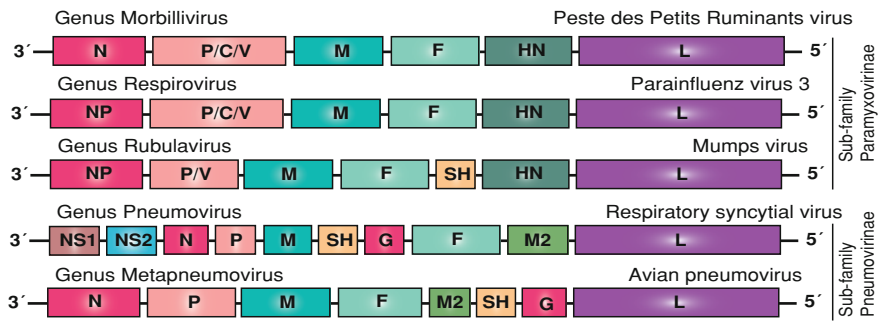 Genus Morbillivirus Peste des Petits Ruminants virus
3´ N P/C/V M F HN L 5´
Genus Respirovirus Parainfluenz virus 3
3´ NP P/C/V M F HN L 5´
Genus Rubulavirus Mumps virus
3´ NP P/V M F SH HN L 5´
Sub-family
Paramyxovirinae
Genus Pneumovirus Respiratory syncytial virus
3´ NS1 NS2 N P M SH G F M2 L 5´
Genus Metapneumovirus Avian pneumovirus
3´ N P M F M2 SH G L 5´
Sub-family
Pneumovirinae